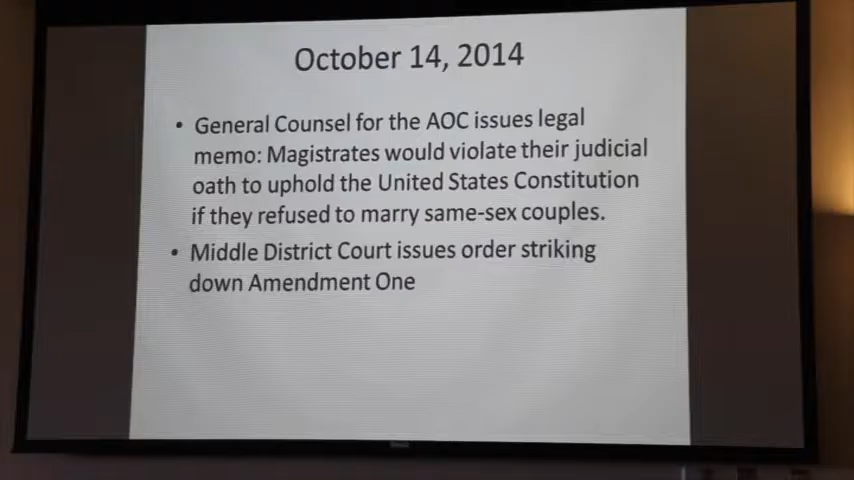 October 14, 2014
• General Counsel for the AOC issues legal
memo: Magistrates would violate their judicial
oath to uphold the United States Constitution
if they refused to marry same-sex couples.
• Middle District Court issues order striking
down Amendment One